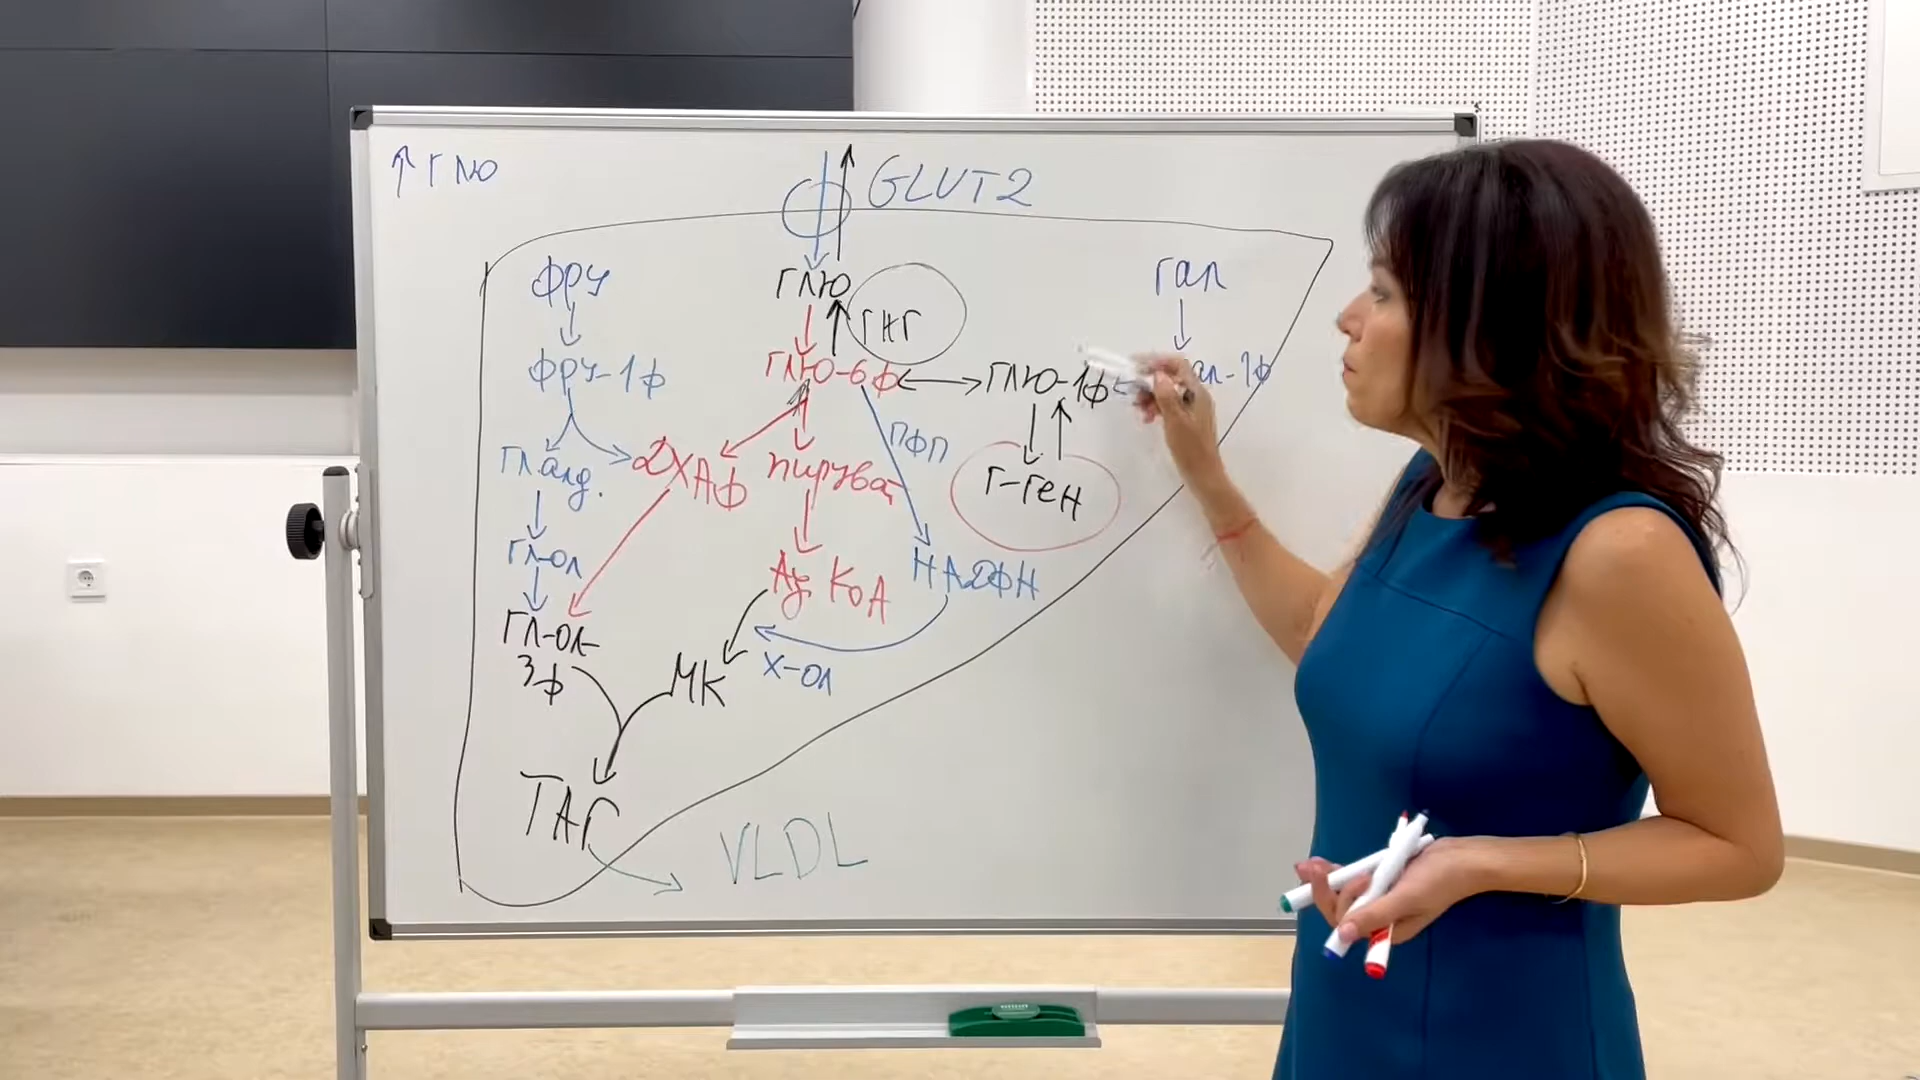 ↑ГЛЮ
GLUT2
фру
глю
гал
ГНГ
фру-1ф
глю-6ф
глю-1ф
ал-1ф
гл алд.
ДХАФ
пируват
ПФП
г-ген
гл-ол
Ац КоА
НАДФН
гл-ол-
3ф
МК
х-ол
ТАГ
VLDL